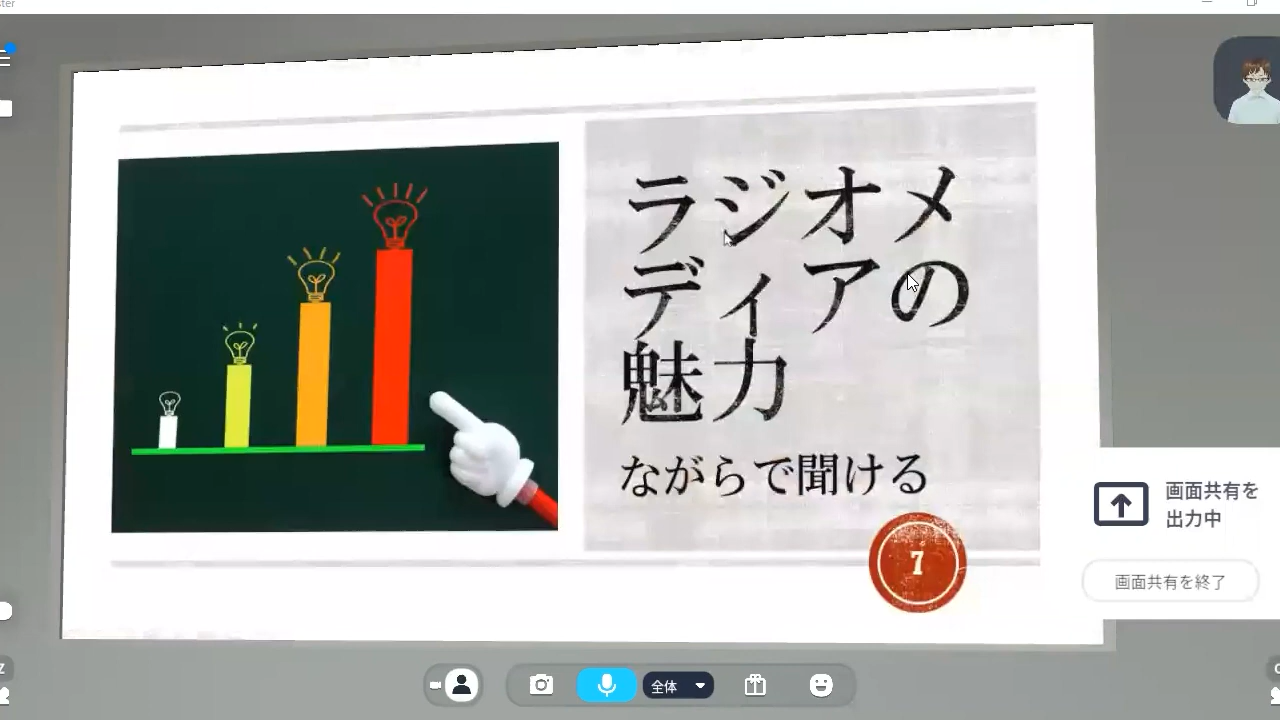 ラジオメ
ディアの
魅力
ながらで聞ける
7
画面共有を
出力中
画面共有を終了
全体